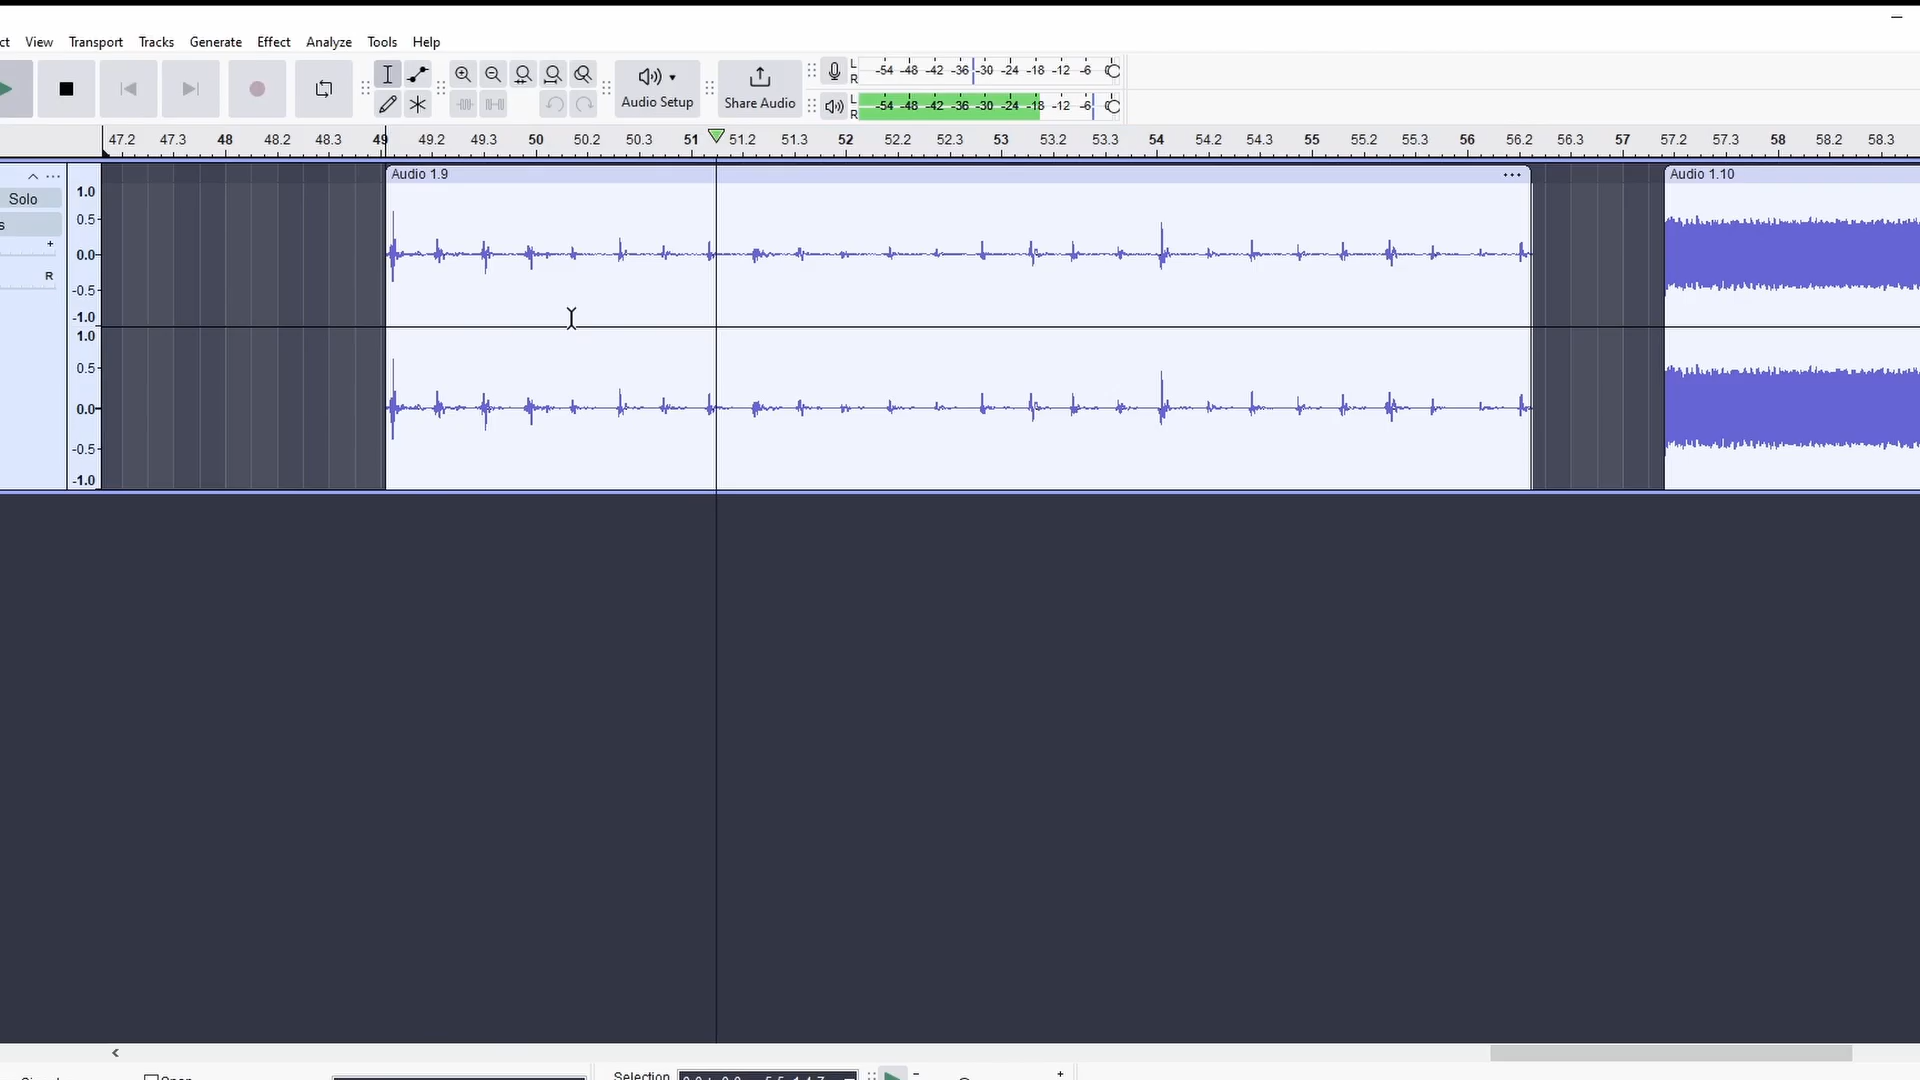 ct View Transport Tracks Generate Effect Analyze Tools Help
Audio Setup
Share Audio
L R -54 -48 -42 -36 -30 -24 -18 -12 -6
L R -54 -48 -42 -36 -30 -24 -18 -12 -6
47.2 47.3 48 48.2 48.3 49 49.2 49.3 50 50.2 50.3 51 51.2 51.3 52 52.2 52.3 53 53.2 53.3 54 54.2 54.3 55 55.2 55.3 56 56.2 56.3 57 57.2 57.3 58 58.2 58.3
Audio 1.9
Audio 1.10
Solo
s
+
R
1.0
0.5
0.0
-0.5
-1.0
1.0
0.5
0.0
-0.5
-1.0
Selection